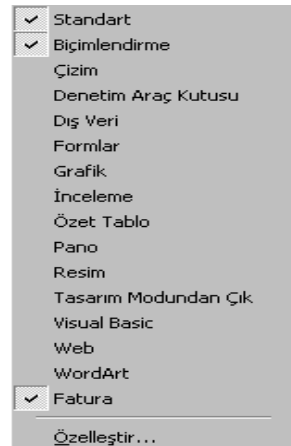 Standart
Biçimlendirme
Çizim
Denetim Araç Kutusu
Dış Veri
Formlar
Grafik
İnceleme
Özet Tablo
Pano
Resim
Tasarım Modundan Çık
Visual Basic
Web
WordArt
Fatura
Özelleştir...